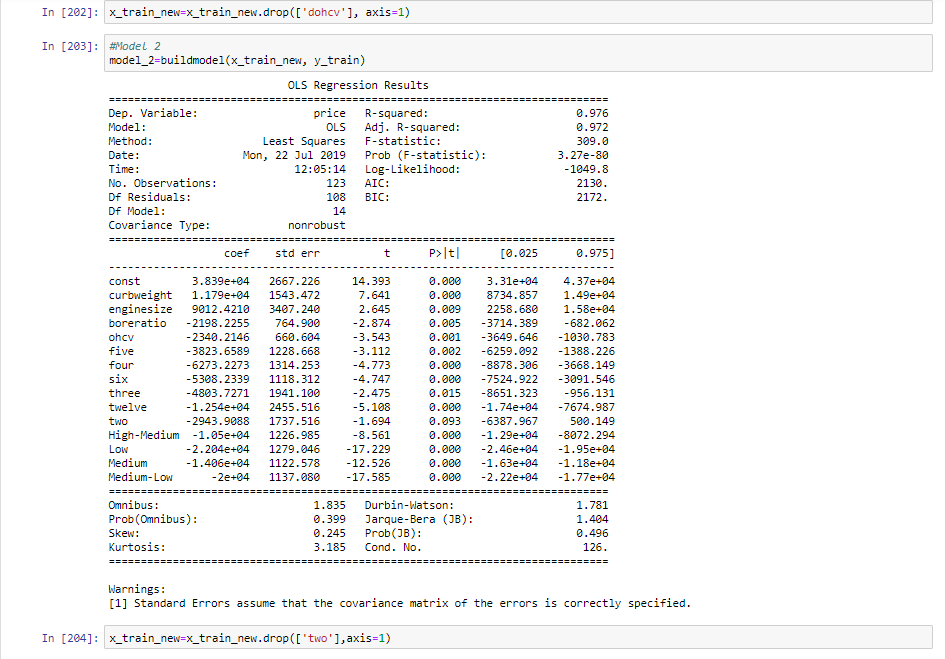 In [202]: x_train_new=x_train_new.drop(['dohcv'], axis=1)
In [203]: #Model 2
model_2=buildmodel(x_train_new, y_train)
OLS Regression Results
==============================================================================
Dep. Variable: price R-squared: 0.976
Model: OLS Adj. R-squared: 0.972
Method: Least Squares F-statistic: 309.0
Date: Mon, 22 Jul 2019 Prob (F-statistic): 3.27e-80
Time: 12:05:14 Log-Likelihood: -1049.8
No. Observations: 123 AIC: 2130.
Df Residuals: 108 BIC: 2172.
Df Model: 14
Covariance Type: nonrobust
===============================================================================
coef std err t P>|t| [0.025 0.975]
-------------------------------------------------------------------------------
const 3.839e+04 2667.226 14.393 0.000 3.31e+04 4.37e+04
curbweight 1.179e+04 1543.472 7.641 0.000 8734.857 1.49e+04
enginesize 9012.4210 3407.240 2.645 0.009 2258.680 1.58e+04
boreratio -2198.2255 764.900 -2.874 0.005 -3714.389 -682.062
ohcv -2340.2146 660.604 -3.543 0.001 -3649.646 -1030.783
five -3823.6589 1228.668 -3.112 0.002 -6259.092 -1388.226
four -6273.2273 1314.253 -4.773 0.000 -8878.306 -3668.149
six -5308.2339 1118.312 -4.747 0.000 -7524.922 -3091.546
three -4803.7271 1941.100 -2.475 0.015 -8651.323 -956.131
twelve -1.254e+04 2455.516 -5.108 0.000 -1.74e+04 -7674.987
two -2943.9088 1737.516 -1.694 0.093 -6387.967 500.149
High-Medium -1.05e+04 1226.985 -8.561 0.000 -1.29e+04 -8072.294
Low -2.204e+04 1279.046 -17.229 0.000 -2.46e+04 -1.95e+04
Medium -1.406e+04 1122.578 -12.526 0.000 -1.63e+04 -1.18e+04
Medium-Low -2e+04 1137.080 -17.585 0.000 -2.22e+04 -1.77e+04
==============================================================================
Omnibus: 1.835 Durbin-Watson: 1.781
Prob(Omnibus): 0.399 Jarque-Bera (JB): 1.404
Skew: 0.245 Prob(JB): 0.496
Kurtosis: 3.185 Cond. No. 126.
==============================================================================
Warnings:
[1] Standard Errors assume that the covariance matrix of the errors is correctly specified.
In [204]: x_train_new=x_train_new.drop(['two'],axis=1)